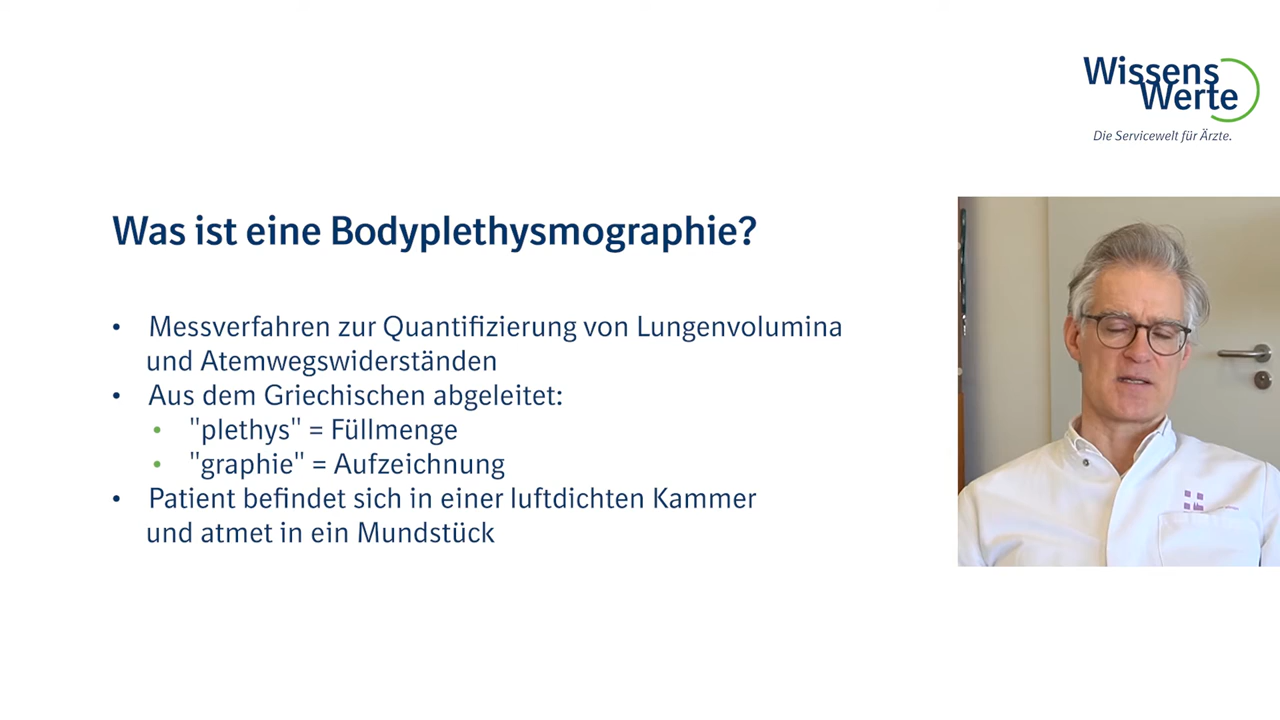 Wissens
Werte
Die Servicewelt für Ärzte.
Was ist eine Bodyplethysmographie?
• Messverfahren zur Quantifizierung von Lungenvolumina
und Atemwegswiderständen
• Aus dem Griechischen abgeleitet:
• "plethys" = Füllmenge
• "graphie" = Aufzeichnung
• Patient befindet sich in einer luftdichten Kammer
und atmet in ein Mundstück